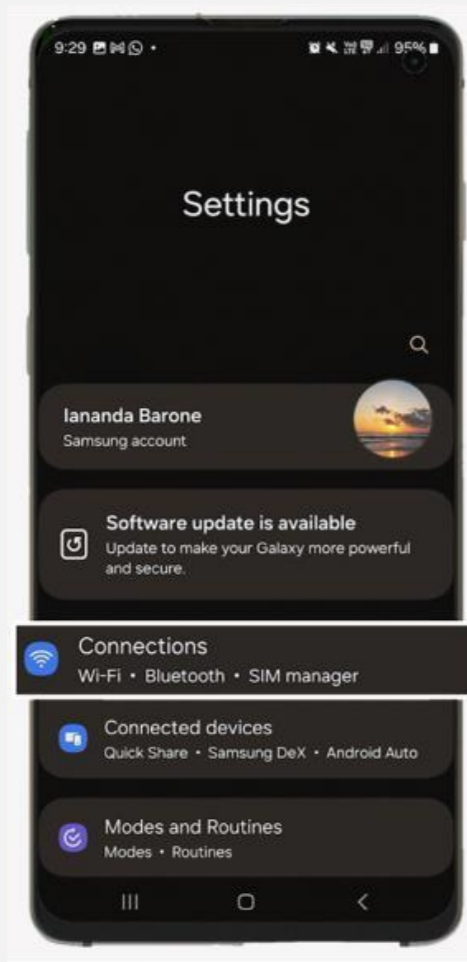 9:29
95%
Settings
Iananda Barone
Samsung account
Software update is available
Update to make your Galaxy more powerful
and secure.
Connections
Wi-Fi • Bluetooth • SIM manager
Connected devices
Quick Share • Samsung DeX • Android Auto
Modes and Routines
Modes • Routines